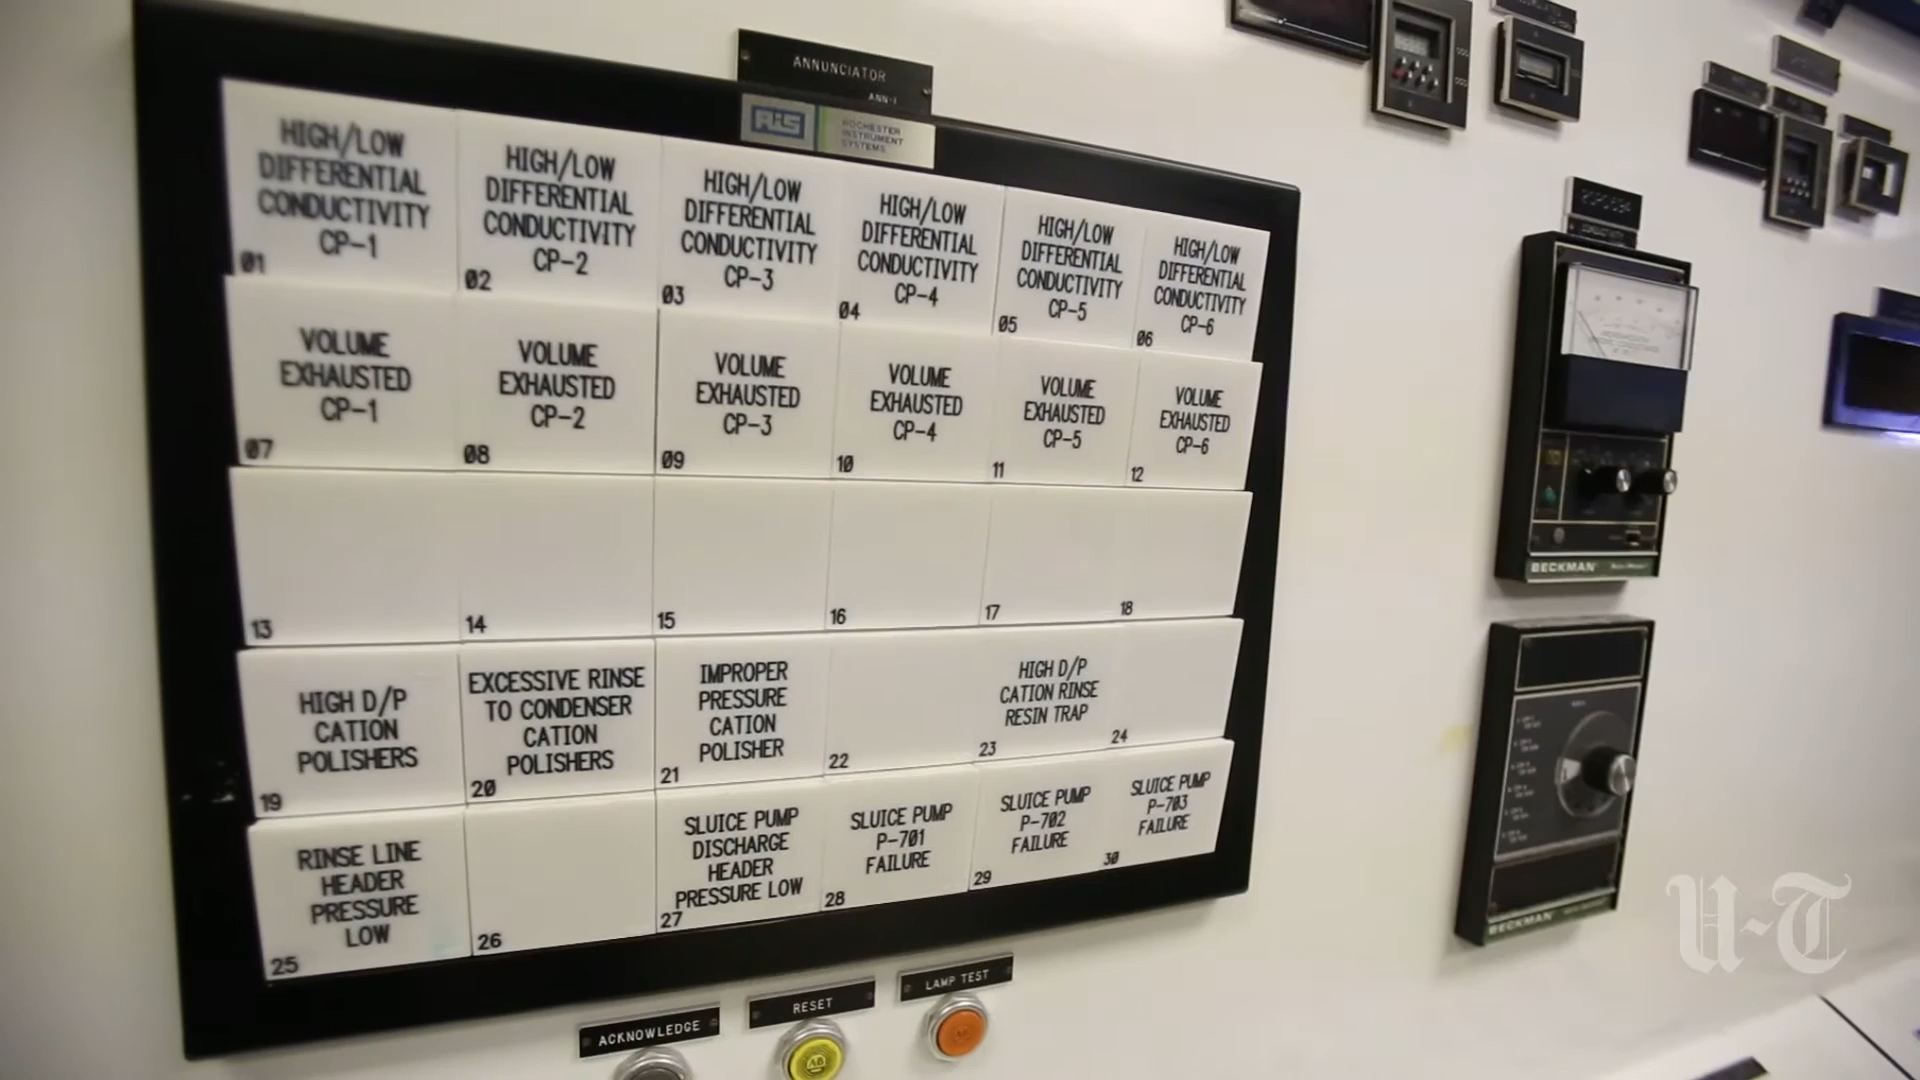 ANNUNCIATOR
ANN-1
RIS
ROCHESTER
INSTRUMENT
SYSTEMS
HIGH/LOW
DIFFERENTIAL
CONDUCTIVITY
CP-1
01
HIGH/LOW
DIFFERENTIAL
CONDUCTIVITY
CP-2
02
HIGH/LOW
DIFFERENTIAL
CONDUCTIVITY
CP-3
03
HIGH/LOW
DIFFERENTIAL
CONDUCTIVITY
CP-4
04
HIGH/LOW
DIFFERENTIAL
CONDUCTIVITY
CP-5
05
HIGH/LOW
DIFFERENTIAL
CONDUCTIVITY
CP-6
06
VOLUME
EXHAUSTED
CP-1
07
VOLUME
EXHAUSTED
CP-2
08
VOLUME
EXHAUSTED
CP-3
09
VOLUME
EXHAUSTED
CP-4
10
VOLUME
EXHAUSTED
CP-5
11
VOLUME
EXHAUSTED
CP-6
12
13
14
15
16
17
18
HIGH D/P
CATION
POLISHERS
19
EXCESSIVE RINSE
TO CONDENSER
CATION
POLISHERS
20
IMPROPER
PRESSURE
CATION
POLISHER
21
22
HIGH D/P
CATION RINSE
RESIN TRAP
23
24
RINSE LINE
HEADER
PRESSURE
LOW
25
26
SLUICE PUMP
DISCHARGE
HEADER
PRESSURE LOW
27
SLUICE PUMP
P-701
FAILURE
28
SLUICE PUMP
P-702
FAILURE
29
SLUICE PUMP
P-703
FAILURE
30
ACKNOWLEDGE
RESET
LAMP TEST
AB
BECKMAN
BECKMAN
U-T